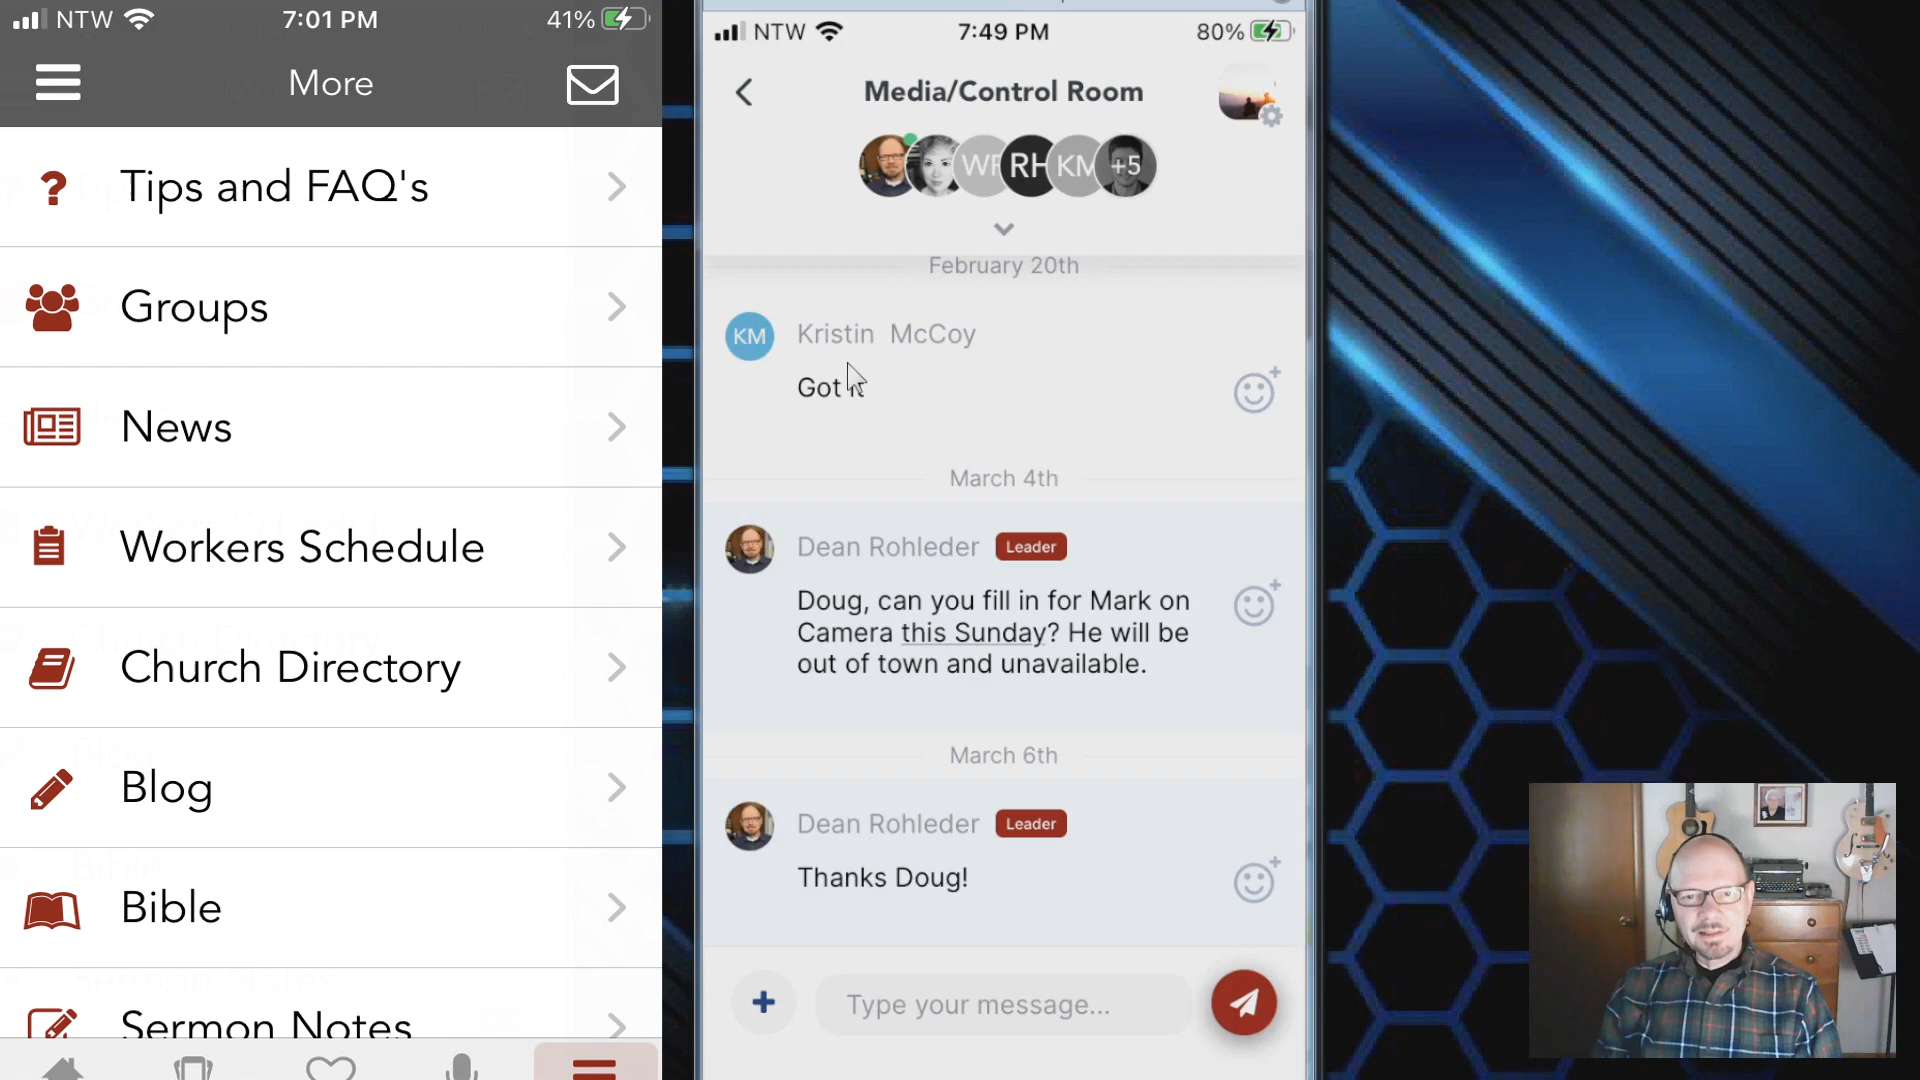 NTW
7:01 PM
41%
More
Tips and FAQ's
Groups
News
Workers Schedule
Church Directory
Blog
Bible
Sermon Notes
NTW
7:49 PM
80%
Media/Control Room
RH
KM
+5
February 20th
KM
Kristin McCoy
Got it
March 4th
Dean Rohleder
Leader
Doug, can you fill in for Mark on
Camera this Sunday? He will be
out of town and unavailable.
March 6th
Dean Rohleder
Leader
Thanks Doug!
Type your message...